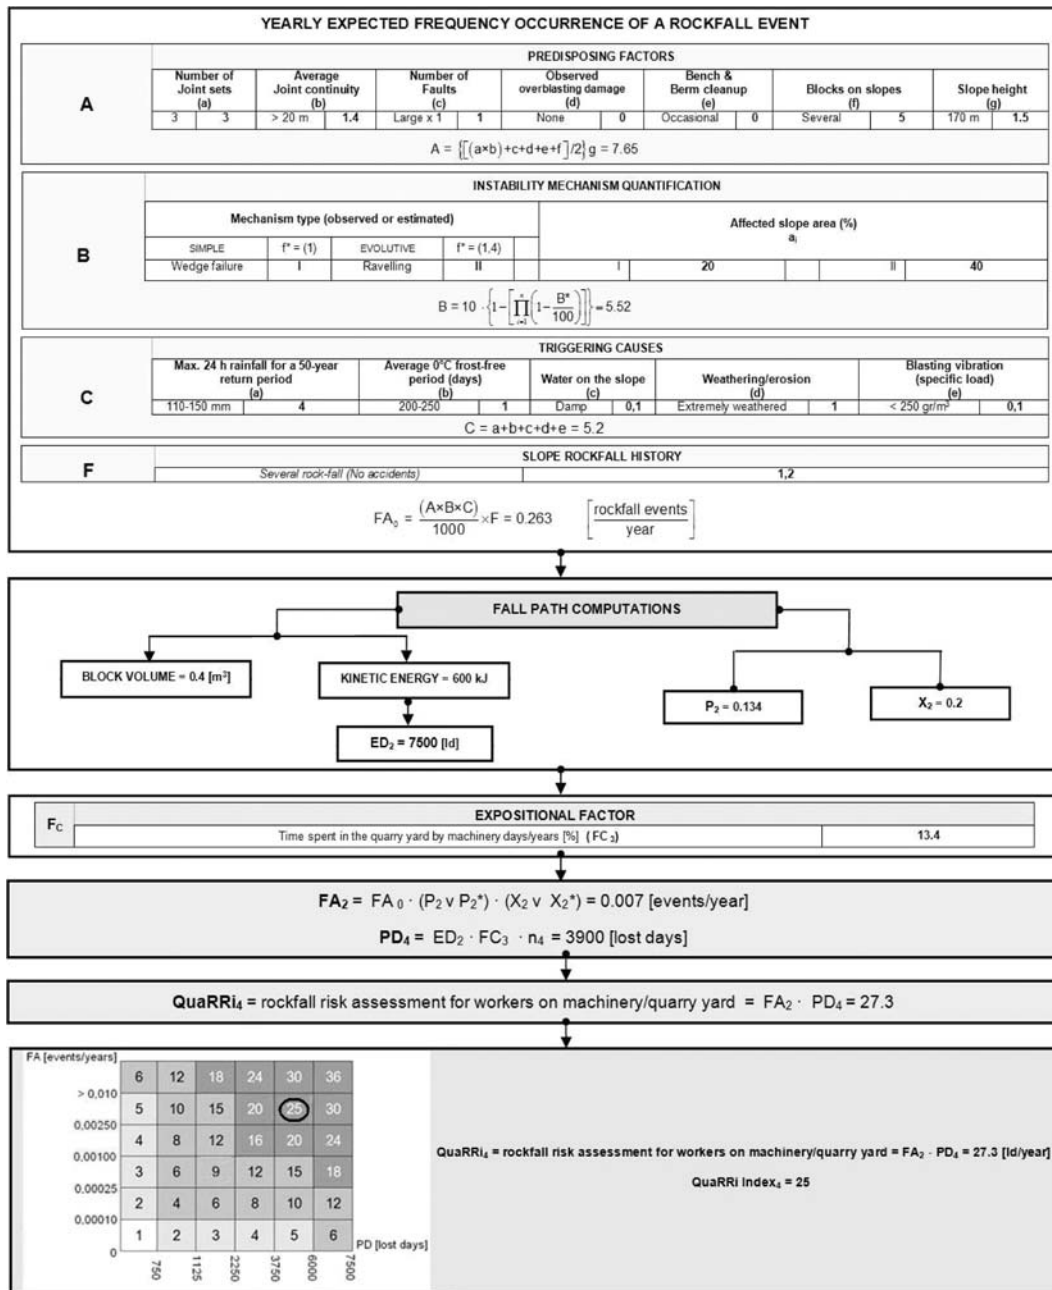 YEARLY EXPECTED FREQUENCY OCCURRENCE OF A ROCKFALL EVENT
A
PREDISPOSING FACTORS
Number of Joint sets (a) Average Joint continuity (b) Number of Faults (c) Observed overblasting damage (d) Bench & Berm cleanup (e) Blocks on slopes (f) Slope height (g)
3 3 > 20 m 1.4 Large x 1 1 None 0 Occasional 0 Several 5 170 m 1.5
A = {[(a×b)+c+d+e+f]/2} g = 7.65
B
INSTABILITY MECHANISM QUANTIFICATION
Mechanism type (observed or estimated) Affected slope area (%) aᵢ
SIMPLE f* = (1) EVOLUTIVE f* = (1,4)
Wedge failure I Ravelling II I 20 II 40
B = 10 · {1−[∏(1−B*/100)]} = 5.52
C
TRIGGERING CAUSES
Max. 24 h rainfall for a 50-year return period (a) Average 0°C frost-free period (days) (b) Water on the slope (c) Weathering/erosion (d) Blasting vibration (specific load) (e)
110-150 mm 4 200-250 1 Damp 0,1 Extremely weathered 1 < 250 gr/m³ 0,1
C = a+b+c+d+e = 5.2
F
SLOPE ROCKFALL HISTORY
Several rock-fall (No accidents) 1,2
FA₀ = (A×B×C)/1000 ×F = 0.263 [rockfall events/year]
FALL PATH COMPUTATIONS
BLOCK VOLUME = 0.4 [m³]
KINETIC ENERGY = 600 kJ
P₂ = 0.134
X₂ = 0.2
ED₂ = 7500 [ld]
F_C
EXPOSITIONAL FACTOR
Time spent in the quarry yard by machinery days/years [%] (FC₃) 13.4
FA₂ = FA₀ · (P₂ v P₂*) · (X₂ v X₂*) = 0.007 [events/year]
PD₄ = ED₂ · FC₃ · n₄ = 3900 [lost days]
QuaRRi₄ = rockfall risk assessment for workers on machinery/quarry yard = FA₂ · PD₄ = 27.3
FA [events/years]
6 12 18 24 30 36
> 0,010
5 10 15 20 25 30
0,00250
4 8 12 16 20 24
0,00100
3 6 9 12 15 18
0,00025
2 4 6 8 10 12
0,00010
1 2 3 4 5 6
0
PD [lost days]
750 1125 2250 3750 6000 7500
QuaRRi₄ = rockfall risk assessment for workers on machinery/quarry yard = FA₂ · PD₄ = 27.3 [ld/year]
QuaRRi Index₄ = 25